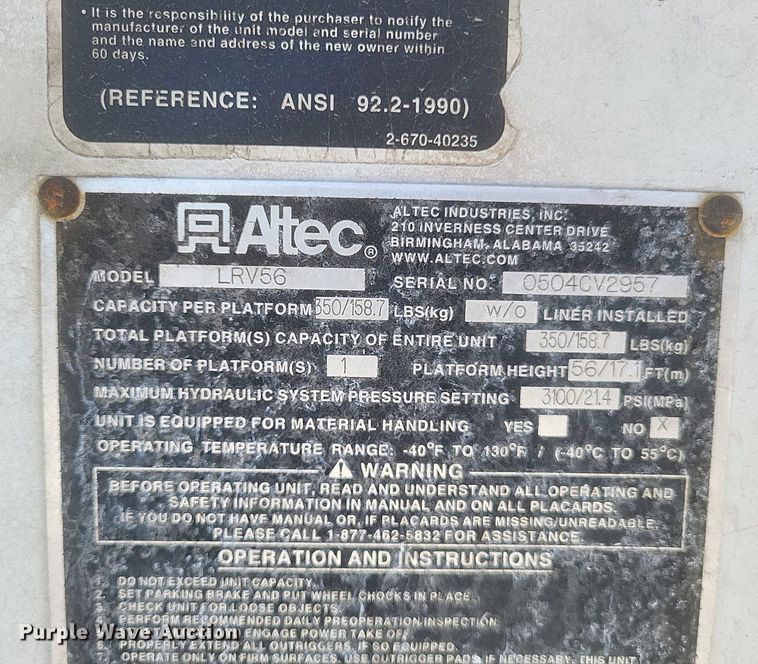 • It is the responsibility of the purchaser to notify the
manufacturer of the unit model and serial number
and the name and address of the new owner within
60 days.
(REFERENCE: ANSI 92.2-1990)
2-670-40235
Altec®
ALTEC INDUSTRIES, INC.
210 INVERNESS CENTER DRIVE
BIRMINGHAM, ALABAMA 35242
WWW.ALTEC.COM
MODEL LRV56 SERIAL NO. 0504CV2957
CAPACITY PER PLATFORM 350/158.7 LBS(kg) W/O LINER INSTALLED
TOTAL PLATFORM(S) CAPACITY OF ENTIRE UNIT 350/158.7 LBS(kg)
NUMBER OF PLATFORM(S) 1 PLATFORM HEIGHT 56/17.1 FT(m)
MAXIMUM HYDRAULIC SYSTEM PRESSURE SETTING 3100/21.4 PSI(MPa)
UNIT IS EQUIPPED FOR MATERIAL HANDLING YES NO X
OPERATING TEMPERATURE RANGE: -40°F TO 130°F / (-40°C TO 55°C)
WARNING
BEFORE OPERATING UNIT, READ AND UNDERSTAND ALL OPERATING AND
SAFETY INFORMATION IN MANUAL AND ON ALL PLACARDS.
IF YOU DO NOT HAVE MANUAL OR, IF PLACARDS ARE MISSING/UNREADABLE,
PLEASE CALL 1-877-462-5832 FOR ASSISTANCE.
OPERATION AND INSTRUCTIONS
1. DO NOT EXCEED UNIT CAPACITY.
2. SET PARKING BRAKE AND PUT WHEEL CHOCKS IN PLACE.
3. CHECK UNIT FOR LOOSE OBJECTS.
4. PERFORM RECOMMENDED DAILY PREOPERATION INSPECTION.
ENGAGE POWER TAKE OFF.
6. PROPERLY EXTEND ALL OUTRIGGERS, IF SO EQUIPPED.
7. OPERATE ONLY ON FIRM SURFACES. USE OUTRIGGER PADS, IF NECESSARY. THIS UNIT
Purple Wave Auction